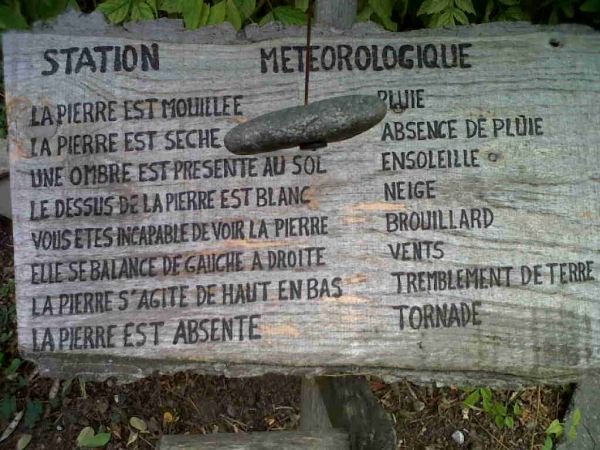 STATION METEOROLOGIQUE
LA PIERRE EST MOUILEE PLUIE
LA PIERRE EST SECHE ABSENCE DE PLUIE
UNE OMBRE EST PRESENTE AU SOL ENSOLEILLE
LE DESSUS DE LA PIERRE EST BLANC NEIGE
VOUS ETES INCAPABLE DE VOIR LA PIERRE BROUILLARD
ELLE SE BALANCE DE GAUCHE A DROITE VENTS
LA PIERRE S'AGITE DE HAUT EN BAS TREMBLEMENT DE TERRE
LA PIERRE EST ABSENTE TORNADE